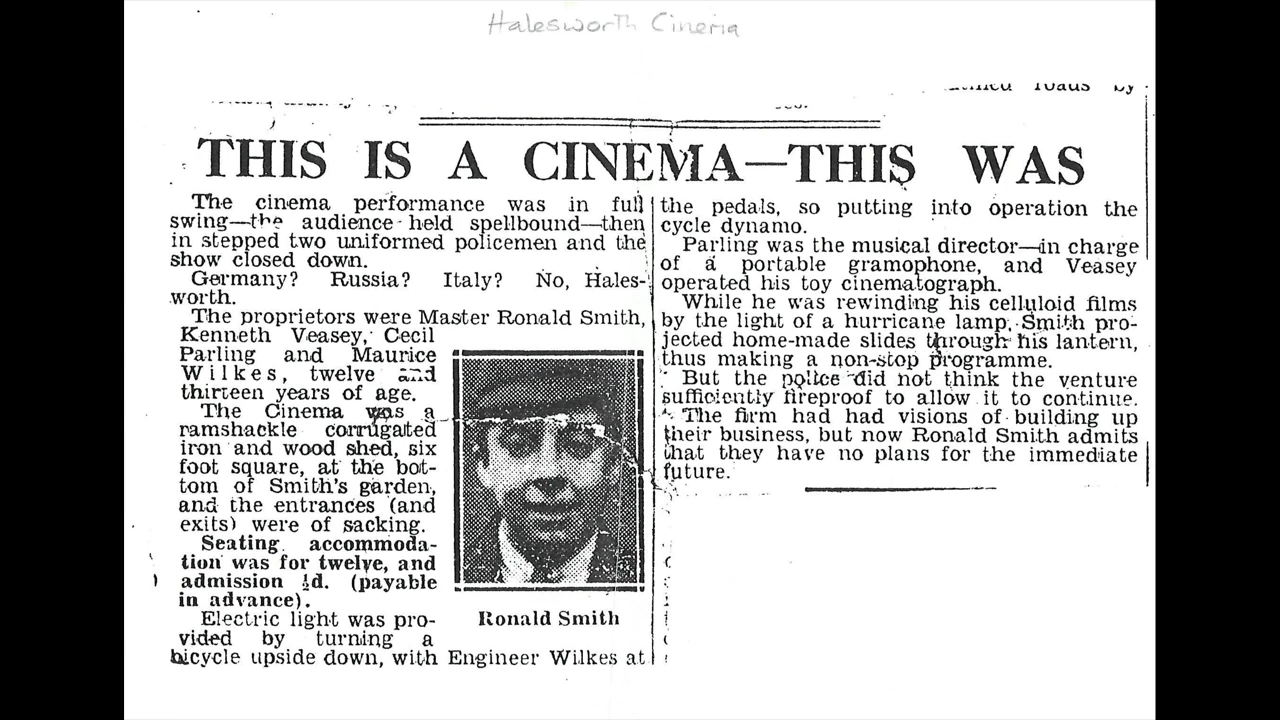 Halesworth Cinema
roads by
THIS IS A CINEMA—THIS WAS
The cinema performance was in full
swing—the audience held spellbound—then
in stepped two uniformed policemen and the
show closed down.
Germany? Russia? Italy? No, Hales-
worth.
The proprietors were Master Ronald Smith,
Kenneth Veasey, Cecil
Parling and Maurice
Wilkes, twelve and
thirteen years of age.
The Cinema was a
ramshackle corrugated
iron and wood shed, six
foot square, at the bot-
tom of Smith's garden,
and the entrances (and
exits) were of sacking.
Seating accommoda-
tion was for twelve, and
admission ½d. (payable
in advance).
Electric light was pro-
vided by turning a
bicycle upside down, with Engineer Wilkes at
Ronald Smith
the pedals, so putting into operation the
cycle dynamo.
Parling was the musical director—in charge
of a portable gramophone, and Veasey
operated his toy cinematograph.
While he was rewinding his celluloid films
by the light of a hurricane lamp, Smith pro-
jected home-made slides through his lantern,
thus making a non-stop programme.
But the police did not think the venture
sufficiently fireproof to allow it to continue.
The firm had had visions of building up
their business, but now Ronald Smith admits
that they have no plans for the immediate
future.